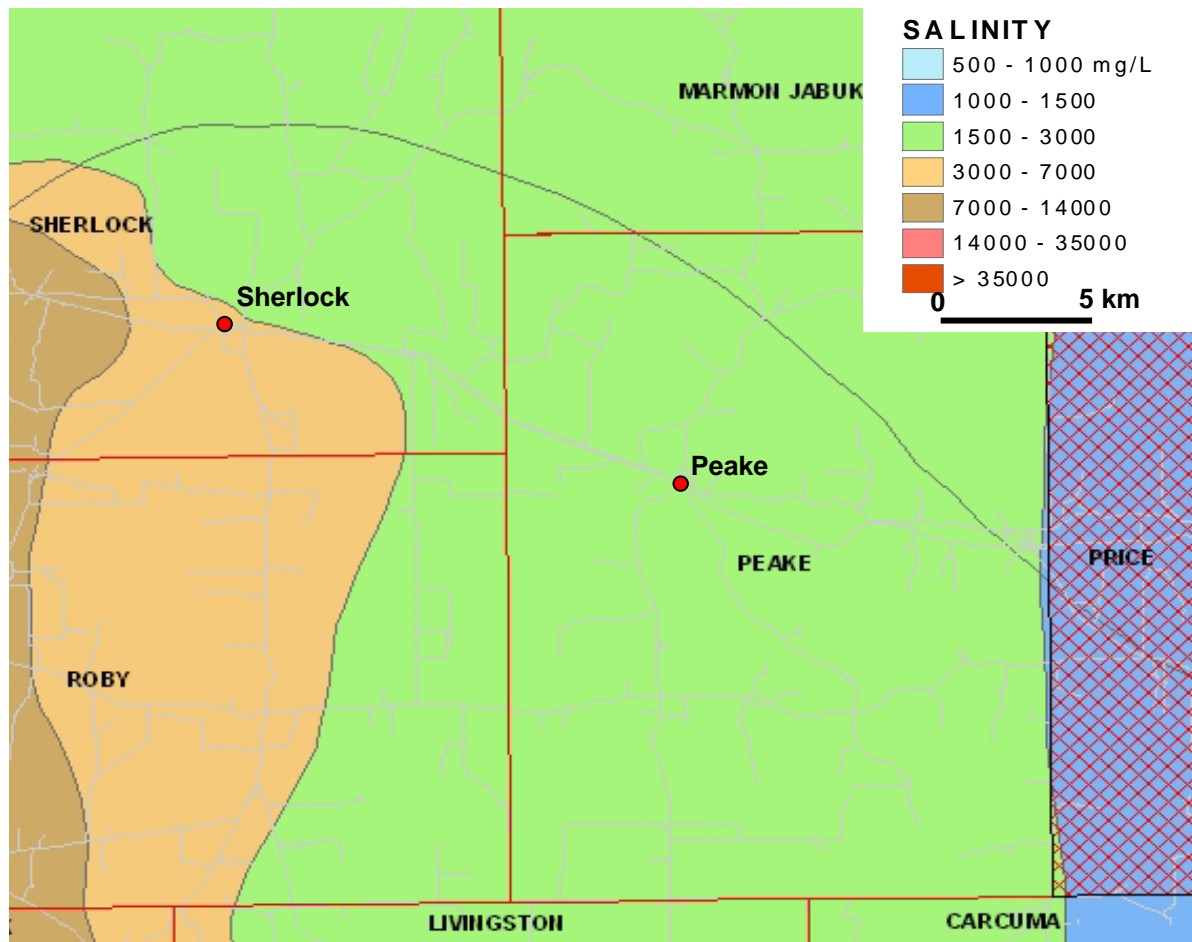 SALINITY
500 - 1000 mg/L
1000 - 1500
1500 - 3000
3000 - 7000
7000 - 14000
14000 - 35000
> 35000
0 5 km
MARMON JABUK
SHERLOCK
Sherlock
Peake
PEAKE
PRICE
ROBY
LIVINGSTON
CARCUMA